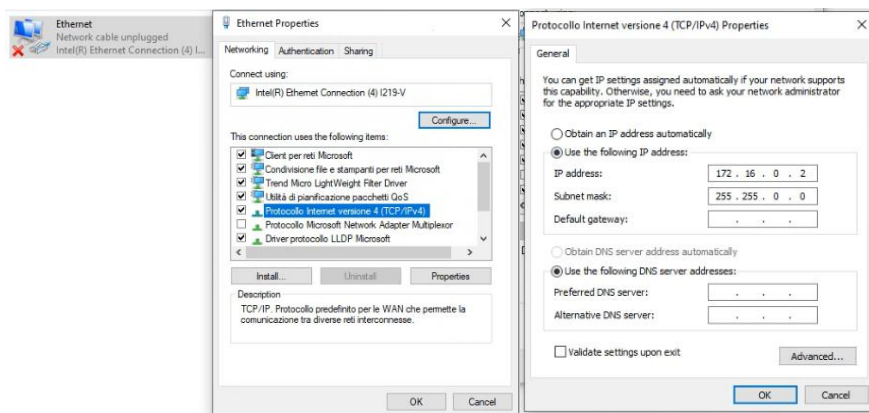 Ethernet
Network cable unplugged
Intel(R) Ethernet Connection (4) I...
Ethernet Properties
Networking Authentication Sharing
Connect using:
Intel(R) Ethernet Connection (4) I219-V
Configure...
This connection uses the following items:
Client per reti Microsoft
Condivisione file e stampanti per reti Microsoft
Trend Micro LightWeight Filter Driver
Utilità di pianificazione pacchetti QoS
Protocollo Internet versione 4 (TCP/IPv4)
Protocollo Microsoft Network Adapter Multiplexor
Driver protocollo LLDP Microsoft
Install... Uninstall Properties
Description
TCP/IP. Protocollo predefinito per le WAN che permette la
comunicazione tra diverse reti interconnesse.
OK Cancel
Protocollo Internet versione 4 (TCP/IPv4) Properties
General
You can get IP settings assigned automatically if your network supports
this capability. Otherwise, you need to ask your network administrator
for the appropriate IP settings.
Obtain an IP address automatically
Use the following IP address:
IP address: 172 . 16 . 0 . 2
Subnet mask: 255 . 255 . 0 . 0
Default gateway: . . .
Obtain DNS server address automatically
Use the following DNS server addresses:
Preferred DNS server: . . .
Alternative DNS server: . . .
Validate settings upon exit
Advanced...
OK Cancel